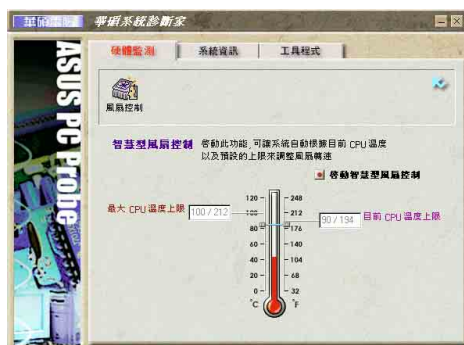 華碩電腦 華碩系統診斷家
硬體監測 系統資訊 工具程式
風扇控制
智慧型風扇控制 啓動此功能,可讓系統自動根據目前 CPU 溫度
以及預設的上限來調整風扇轉速
啓動智慧型風扇控制
最大 CPU 溫度上限 100 / 212
90 / 194 目前 CPU 溫度上限
120 248
100 212
80 176
60 140
40 104
20 68
0 32
°C °F
ASUS PC Probe